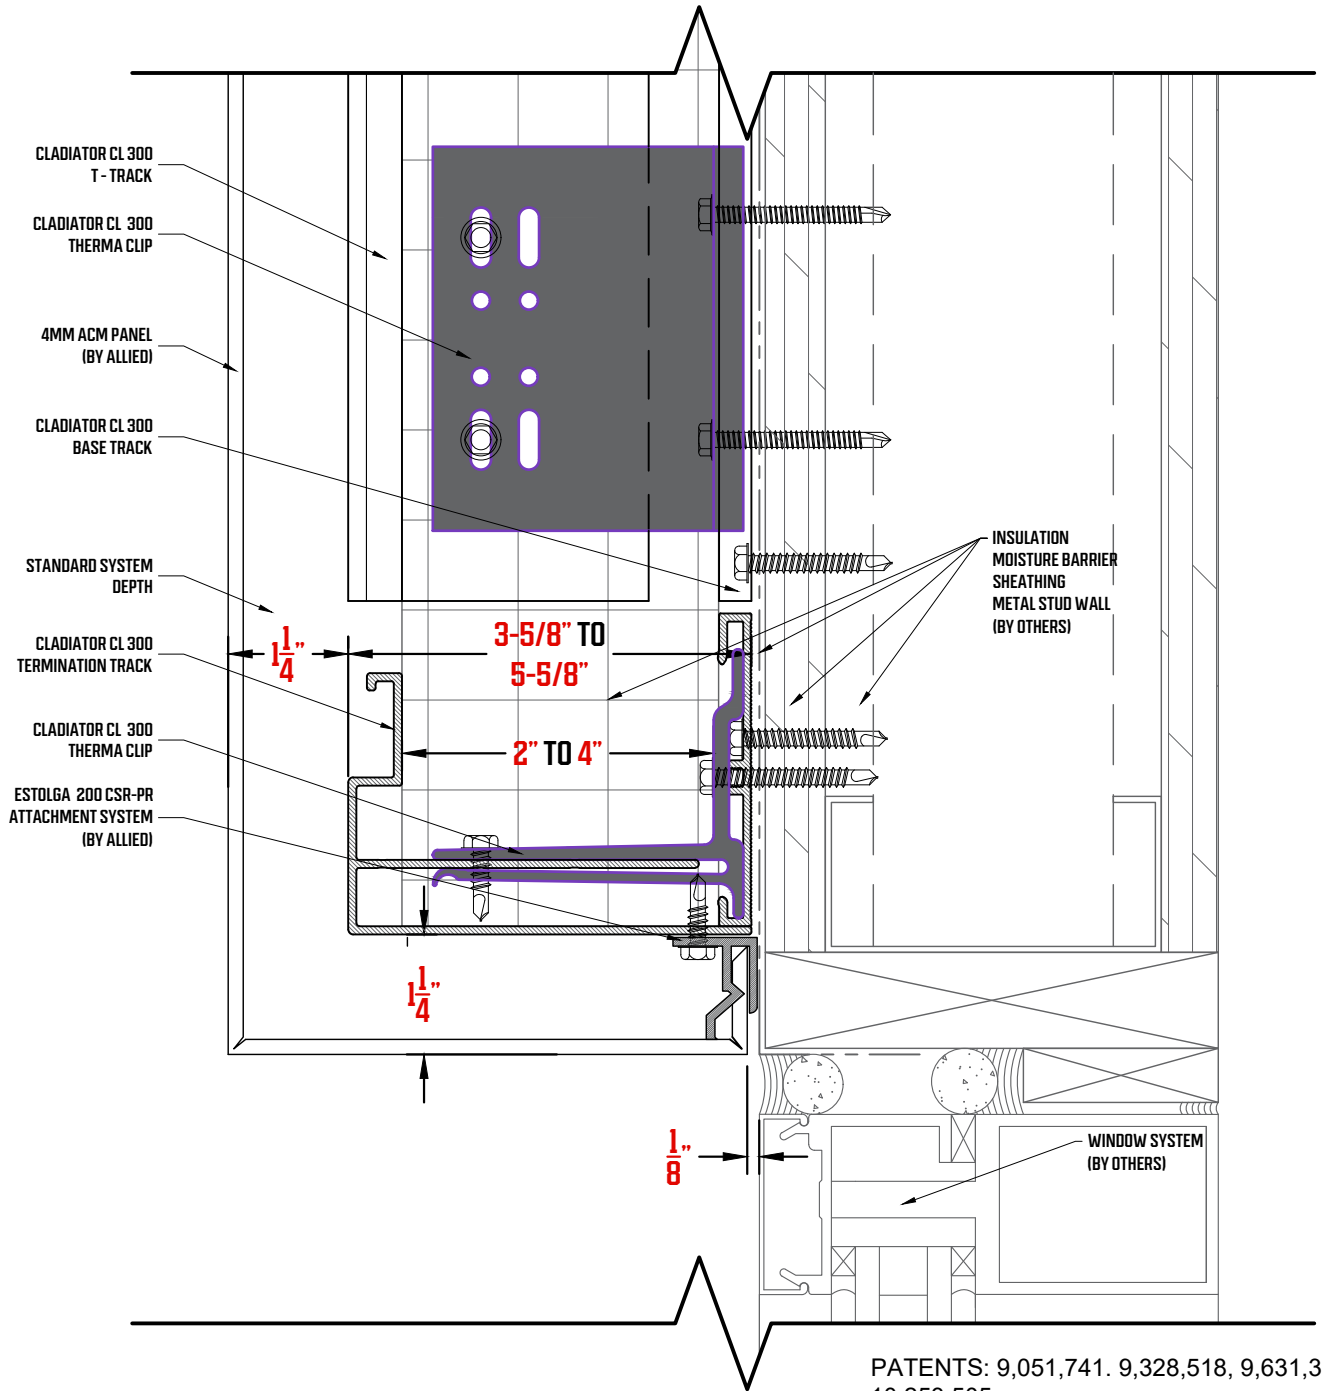 CLADIATOR CL 300
T - TRACK
CLADIATOR CL 300
THERMA CLIP
4MM ACM PANEL
(BY ALLIED)
CLADIATOR CL 300
BASE TRACK
STANDARD SYSTEM
DEPTH
CLADIATOR CL 300
TERMINATION TRACK
CLADIATOR CL 300
THERMA CLIP
ESTOLGA 200 CSR-PR
ATTACHMENT SYSTEM
(BY ALLIED)
1 1/4"
3-5/8" TO
5-5/8"
2" TO 4"
1 1/4"
1/8"
INSULATION
MOISTURE BARRIER
SHEATHING
METAL STUD WALL
(BY OTHERS)
WINDOW SYSTEM
(BY OTHERS)
PATENTS: 9,051,741. 9,328,518, 9,631,3